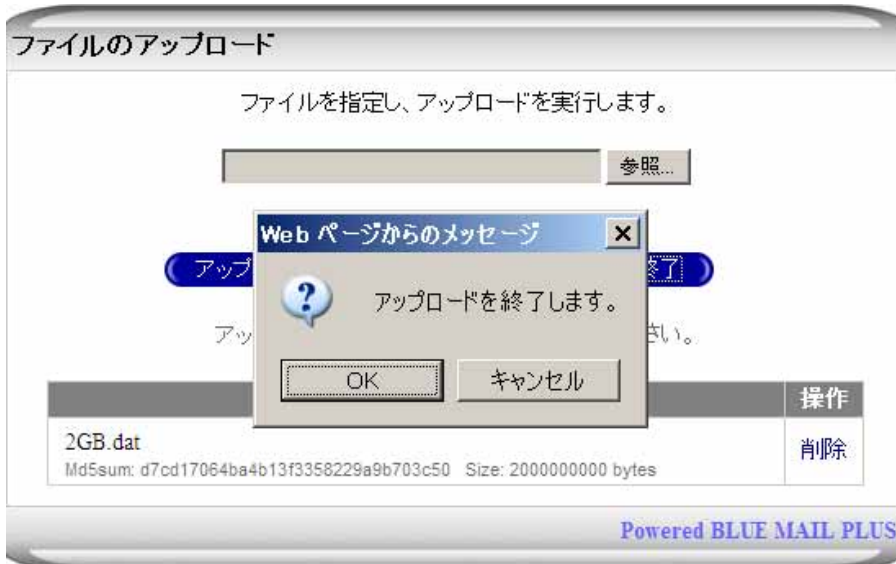 ファイルのアップロード
ファイルを指定し、アップロードを実行します。
参照...
Web ページからのメッセージ
アップ
終了
アップロードを終了します。
アッ
さい。
OK
キャンセル
操作
2GB.dat
削除
Md5sum: d7cd17064ba4b13f3358229a9b703c50 Size: 2000000000 bytes
Powered BLUE MAIL PLUS